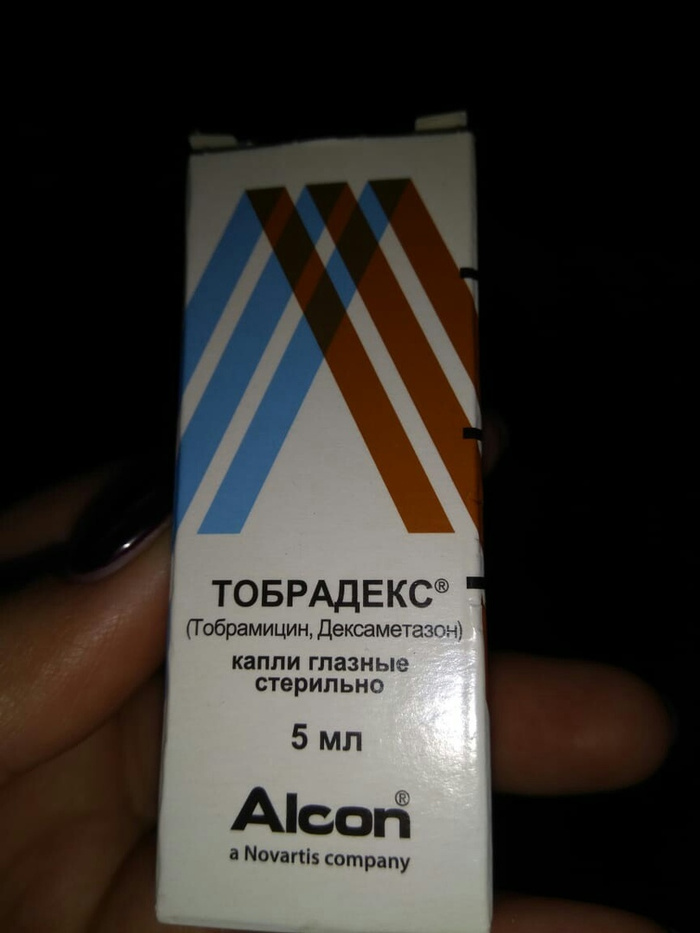 ТОБРАДЕКС®
(Тобрамицин, Дексаметазон)
капли глазные
стерильно
5 мл
Alcon®
a Novartis company